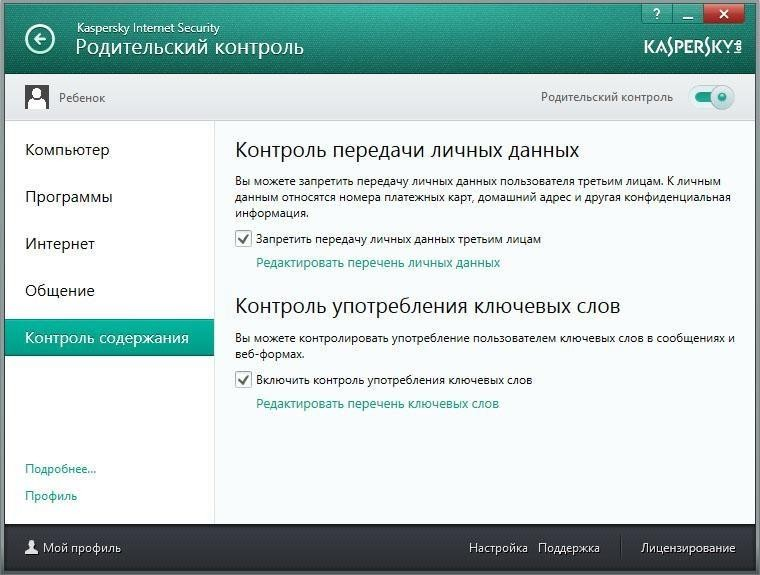 Kaspersky Internet Security
Родительский контроль
?
KASPERSKY lab
Ребенок
Родительский контроль
Компьютер
Программы
Интернет
Общение
Контроль содержания
Подробнее...
Профиль
Контроль передачи личных данных
Вы можете запретить передачу личных данных пользователя третьим лицам. К личным
данным относятся номера платежных карт, домашний адрес и другая конфиденциальная
информация.
Запретить передачу личных данных третьим лицам
Редактировать перечень личных данных
Контроль употребления ключевых слов
Вы можете контролировать употребление пользователем ключевых слов в сообщениях и
веб-формах.
Включить контроль употребления ключевых слов
Редактировать перечень ключевых слов
Мой профиль
Настройка
Поддержка
Лицензирование